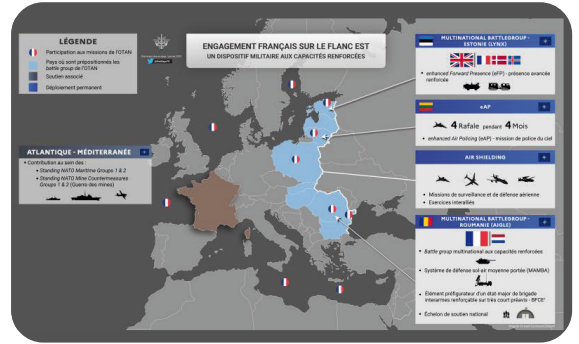 LÉGENDE
Participation aux missions de l'OTAN
Pays où sont prépositionnés les
battle group de l'OTAN
Soutien associé
Déploiement permanent
ENGAGEMENT FRANÇAIS SUR LE FLANC EST
UN DISPOSITIF MILITAIRE AUX CAPACITÉS RENFORCÉES
ATLANTIQUE - MÉDITERRANÉE
• Contribution au sein des :
• Standing NATO Maritime Groups 1 & 2
• Standing NATO Mine Countermeasures
Groups 1 & 2 (Guerre des mines)
MULTINATIONAL BATTLEGROUP -
ESTONIE (LYNX)
• enhanced Forward Presence (eFP) - présence avancée
renforcée
eAP
4 Rafale pendant 4 Mois
• enhanced Air Policing (eAP) - mission de police du ciel
AIR SHIELDING
• Missions de surveillance et de défense aérienne
• Exercices interalliés
MULTINATIONAL BATTLEGROUP -
ROUMANIE (AIGLE)
• Battle group multinational aux capacités renforcées
• Système de défense sol-air moyenne portée (MAMBA)
• Élément préfigurateur d'un état-major de brigade
interarmes renforçable sur très court préavis - BFCE
• Échelon de soutien national